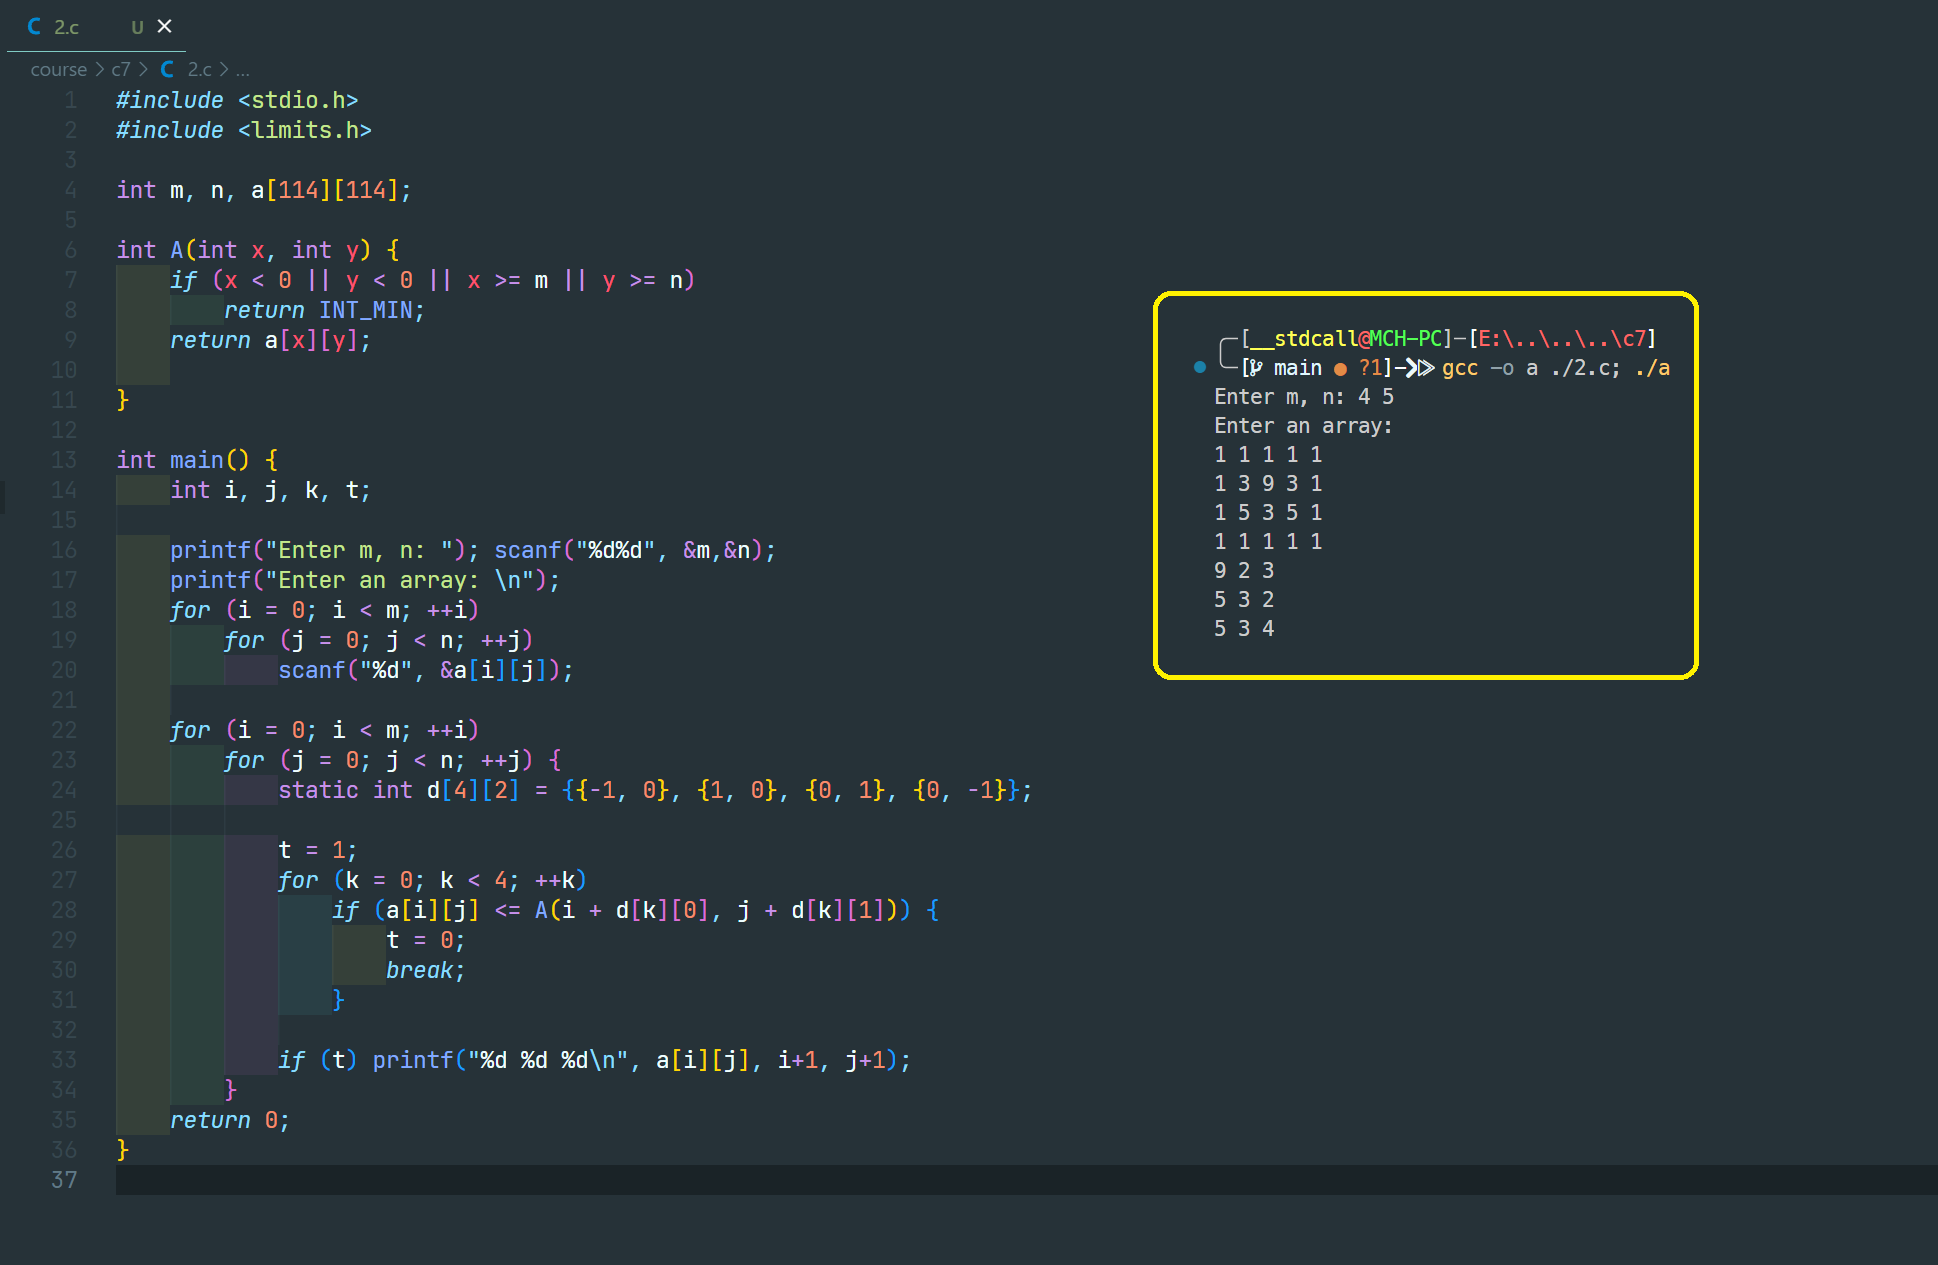 C 2.c U ×
course > c7 > C 2.c > ...
1 #include <stdio.h>
2 #include <limits.h>
3
4 int m, n, a[114][114];
5
6 int A(int x, int y) {
7     if (x < 0 || y < 0 || x >= m || y >= n)
8         return INT_MIN;
9     return a[x][y];
10
11 }
12
13 int main() {
14     int i, j, k, t;
15
16     printf("Enter m, n: "); scanf("%d%d", &m,&n);
17     printf("Enter an array: \n");
18     for (i = 0; i < m; ++i)
19         for (j = 0; j < n; ++j)
20             scanf("%d", &a[i][j]);
21
22     for (i = 0; i < m; ++i)
23         for (j = 0; j < n; ++j) {
24             static int d[4][2] = {{-1, 0}, {1, 0}, {0, 1}, {0, -1}};
25
26             t = 1;
27             for (k = 0; k < 4; ++k)
28                 if (a[i][j] <= A(i + d[k][0], j + d[k][1])) {
29                     t = 0;
30                     break;
31                 }
32
33             if (t) printf("%d %d %d\n", a[i][j], i+1, j+1);
34         }
35     return 0;
36 }
37
[__stdcall@MCH-PC]-[E:\..\..\..\c7]
[main ● ?1] gcc -o a ./2.c; ./a
Enter m, n: 4 5
Enter an array:
1 1 1 1 1
1 3 9 3 1
1 5 3 5 1
1 1 1 1 1
9 2 3
5 3 2
5 3 4